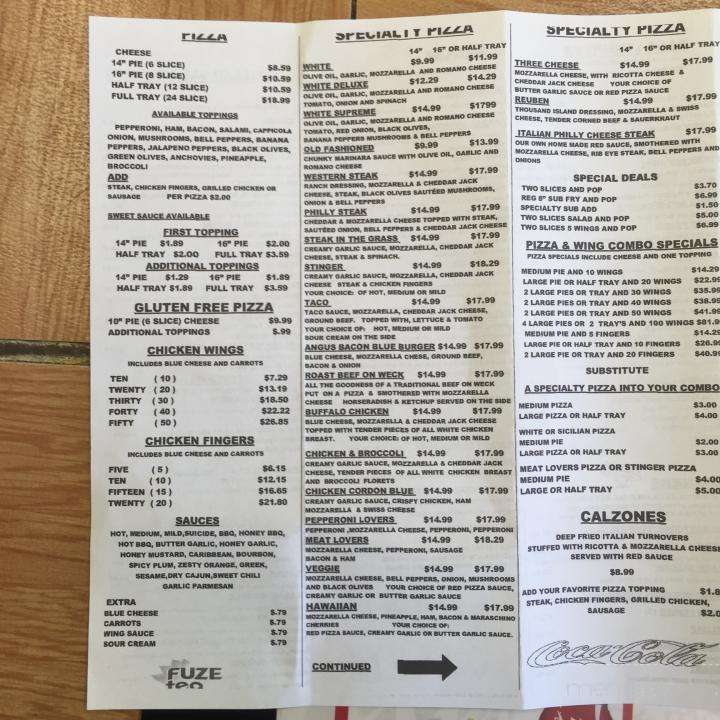 PIZZA
CHEESE
14" PIE (6 SLICE) $8.59
16" PIE (8 SLICE) $10.59
HALF TRAY (12 SLICE) $10.59
FULL TRAY (24 SLICE) $18.99
AVAILABLE TOPPINGS
PEPPERONI, HAM, BACON, SALAMI, CAPPICOLA
ONION, MUSHROOMS, BELL PEPPERS, BANANA
PEPPERS, JALAPENO PEPPERS, BLACK OLIVES,
GREEN OLIVES, ANCHOVIES, PINEAPPLE,
BROCCOLI
ADD
STEAK, CHICKEN FINGERS, GRILLED CHICKEN OR
SAUSAGE PER PIZZA $2.00
SWEET SAUCE AVAILABLE
FIRST TOPPING
14" PIE $1.89 16" PIE $2.00
HALF TRAY $2.00 FULL TRAY $3.59
ADDITIONAL TOPPINGS
14" PIE $1.29 16" PIE $1.89
HALF TRAY $1.89 FULL TRAY $3.59
GLUTEN FREE PIZZA
10" PIE (6 SLICE) CHEESE $9.99
ADDITIONAL TOPPINGS $.99
CHICKEN WINGS
INCLUDES BLUE CHEESE AND CARROTS
TEN (10) $7.29
TWENTY (20) $13.19
THIRTY (30) $18.50
FORTY (40) $22.22
FIFTY (50) $26.85
CHICKEN FINGERS
INCLUDES BLUE CHEESE AND CARROTS
FIVE (5) $6.15
TEN (10) $12.15
FIFTEEN (15) $16.65
TWENTY (20) $21.80
SAUCES
HOT, MEDIUM, MILD,SUICIDE, BBQ, HONEY BBQ,
HOT BBQ, BUTTER GARLIC, HONEY GARLIC,
HONEY MUSTARD, CARIBBEAN, BOURBON,
SPICY PLUM, ZESTY ORANGE, GREEK,
SESAME,DRY CAJUN,SWEET CHILI
GARLIC PARMESAN
EXTRA
BLUE CHEESE $.79
CARROTS $.79
WING SAUCE $.79
SOUR CREAM $.79
FUZE
tea
SPECIALTY PIZZA
14" 16" OR HALF TRAY
WHITE $9.99 $11.99
OLIVE OIL, GARLIC, MOZZARELLA AND ROMANO CHEESE
WHITE DELUXE $12.29 $14.29
OLIVE OIL, GARLIC, MOZZARELLA AND ROMANO CHEESE
TOMATO, ONION AND SPINACH
WHITE SUPREME $14.99 $1799
OLIVE OIL, GARLIC, MOZZARELLA AND ROMANO CHEESE
TOMATO, RED ONION, BLACK OLIVES,
BANANA PEPPERS MUSHROOMS & BELL PEPPERS
OLD FASHIONED $9.99 $13.99
CHUNKY MARINARA SAUCE WITH OLIVE OIL, GARLIC AND
ROMANO CHEESE
WESTERN STEAK $14.99 $17.99
RANCH DRESSING, MOZZARELLA & CHEDDAR JACK
CHEESE, STEAK, BLACK OLIVES SAUTÉED MUSHROOMS,
ONION & BELL PEPPERS
PHILLY STEAK $14.99 $17.99
CHEDDAR & MOZZARELLA CHEESE TOPPED WITH STEAK,
SAUTÉED ONION, BELL PEPPERS & CHEDDAR JACK CHEESE
STEAK IN THE GRASS $14.99 $17.99
CREAMY GARLIC SAUCE, MOZZARELLA, CHEDDAR JACK
CHEESE, STEAK & SPINACH.
STINGER $14.99 $18.29
CREAMY GARLIC SAUCE, MOZZARELLA, CHEDDAR JACK
CHEESE STEAK & CHICKEN FINGERS
YOUR CHOICE: OF HOT, MEDIUM OR MILD
TACO $14.99 $17.99
TACO SAUCE, MOZZARELLA, CHEDDAR JACK CHEESE,
GROUND BEEF. TOPPED WITH, LETTUCE & TOMATO
YOUR CHOICE OF: HOT, MEDIUM OR MILD
SOUR CREAM ON THE SIDE
ANGUS BACON BLUE BURGER $14.99 $17.99
BLUE CHEESE, MOZZARELLA CHESE, GROUND BEEF,
BACON & ONION
ROAST BEEF ON WECK $14.99 $17.99
ALL THE GOODNESS OF A TRADITIONAL BEEF ON WECK
PUT ON A PIZZA & SMOTHERED WITH MOZZARELLA
CHEESE HORSERADISH & KETCHUP SERVED ON THE SIDE
BUFFALO CHICKEN $14.99 $17.99
BLUE CHEESE, MOZZARELLA & CHEDDAR JACK CHEESE
TOPPED WITH TENDER PIECES OF ALL WHITE CHICKEN
BREAST. YOUR CHOICE: OF HOT, MEDIUM OR MILD
CHICKEN & BROCCOLI $14.99 $17.99
CREAMY GARLIC SAUCE, MOZZARELLA & CHEDDAR JACK
CHEESE, TENDER PIECES OF ALL WHITE CHICKEN BREAST
AND BROCCOLI FLORETS
CHICKEN CORDON BLUE $14.99 $17.99
CREAMY GARLIC SAUCE, CRISPY CHICKEN, HAM
MOZZARELLA & SWISS CHEESE
PEPPERONI LOVERS $14.99 $17.99
PEPPERONI ,MOZZARELLA CHEESE, PEPPERONI, PEPPERONI
MEAT LOVERS $14.99 $18.29
MOZZARELLA CHEESE, PEPPERONI, SAUSAGE
BACON & HAM
VEGGIE $14.99 $17.99
MOZZARELLA CHEESE, BELL PEPPERS, ONION, MUSHROOMS
AND BLACK OLIVES YOUR CHOICE OF RED PIZZA SAUCE,
CREAMY GARLIC OR BUTTER GARLIC SAUCE
HAWAIIAN $14.99 $17.99
MOZZARELLA CHEESE, PINEAPPLE, HAM, BACON & MARASCHINO
CHERRIES YOUR CHOICE OF:
RED PIZZA SAUCE, CREAMY GARLIC OR BUTTER GARLIC SAUCE.
CONTINUED
SPECIALTY PIZZA
14" 16" OR HALF TRAY
THREE CHEESE $14.99 $17.99
MOZZARELLA CHEESE, WITH RICOTTA CHEESE &
CHEDDAR JACK CHEESE YOUR CHOICE OF
BUTTER GARLIC SAUCE OR RED PIZZA SAUCE
REUBEN $14.99 $17.99
THOUSAND ISLAND DRESSING, MOZZARELLA & SWISS
CHEESE, TENDER CORNED BEEF & SAUERKRAUT
ITALIAN PHILLY CHEESE STEAK $17.99
OUR OWN HOME MADE RED SAUCE, SMOTHERED WITH
MOZZARELLA CHEESE, RIB EYE STEAK, BELL PEPPERS AND
ONIONS
SPECIAL DEALS
TWO SLICES AND POP $3.70
REG 8" SUB FRY AND POP $6.99
SPECIALTY SUB ADD $1.50
TWO SLICES SALAD AND POP $5.00
TWO SLICES 5 WINGS AND POP $6.99
PIZZA & WING COMBO SPECIALS
PIZZA SPECIALS INCLUDE CHEESE AND ONE TOPPING
MEDIUM PIE AND 10 WINGS $14.29
LARGE PIE OR HALF TRAY AND 20 WINGS $22.9
2 LARGE PIES OR TRAY AND 30 WINGS $35.9
2 LARGE PIES OR TRAY AND 40 WINGS $38.9
2 LARGE PIES OR TRAY AND 50 WINGS $41.9
4 LARGE PIES OR 2 TRAY'S AND 100 WINGS $81.9
MEDIUM PIE AND 5 FINGERS $14.2
LARGE PIE OR HALF TRAY AND 10 FINGERS $26.9
2 LARGE PIE OR TRAY AND 20 FINGERS $40.9
SUBSTITUTE
A SPECIALTY PIZZA INTO YOUR COMBO
MEDIUM PIZZA $3.00
LARGE PIZZA OR HALF TRAY $4.00
WHITE OR SICILIAN PIZZA
MEDIUM PIE $2.00
LARGE PIZZA OR HALF TRAY $3.00
MEAT LOVERS PIZZA OR STINGER PIZZA
MEDIUM PIE $4.00
LARGE OR HALF TRAY $5.00
CALZONES
DEEP FRIED ITALIAN TURNOVERS
STUFFED WITH RICOTTA & MOZZARELLA CHEESE
SERVED WITH RED SAUCE
$8.99
ADD YOUR FAVORITE PIZZA TOPPING $1.8
STEAK, CHICKEN FINGERS, GRILLED CHICKEN,
SAUSAGE $2.
Coca-Cola